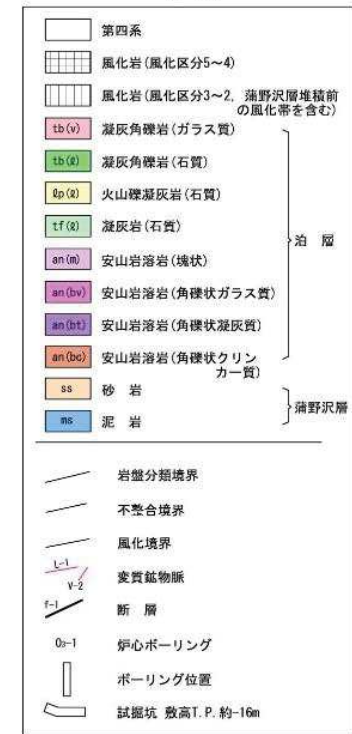 第四系
風化岩(風化区分5~4)
風化岩(風化区分3~2, 蒲野沢層堆積前
の風化帯を含む)
tb(v) 凝灰角礫岩(ガラス質)
tb(ℓ) 凝灰角礫岩(石質)
ℓp(ℓ) 火山礫凝灰岩(石質)
tf(ℓ) 凝灰岩(石質)
an(m) 安山岩溶岩(塊状)
an(bv) 安山岩溶岩(角礫状ガラス質)
an(bt) 安山岩溶岩(角礫状凝灰質)
an(bc) 安山岩溶岩(角礫状クリン
カー質)
泊 層
ss 砂 岩
ms 泥 岩
蒲野沢層
岩盤分類境界
不整合境界
風化境界
L-1
V-2
変質鉱物脈
f-1
断 層
O₃-1 炉心ボーリング
ボーリング位置
試掘坑 敷高T.P.約-16m